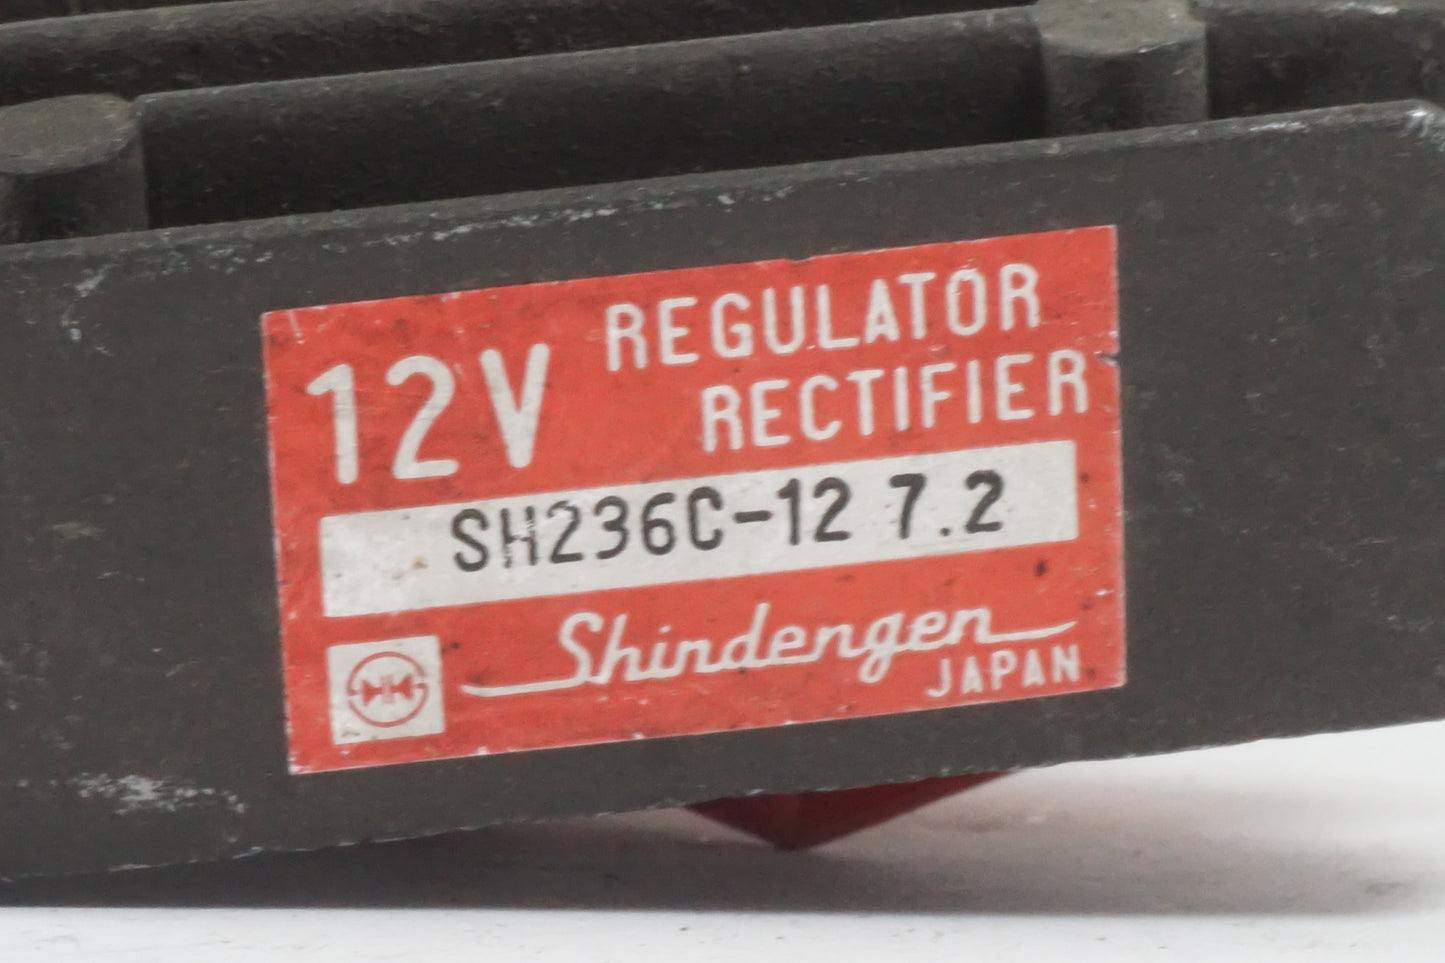 12V REGULATOR
RECTIFIER
SH236C-12 7.2
Shindengen
JAPAN